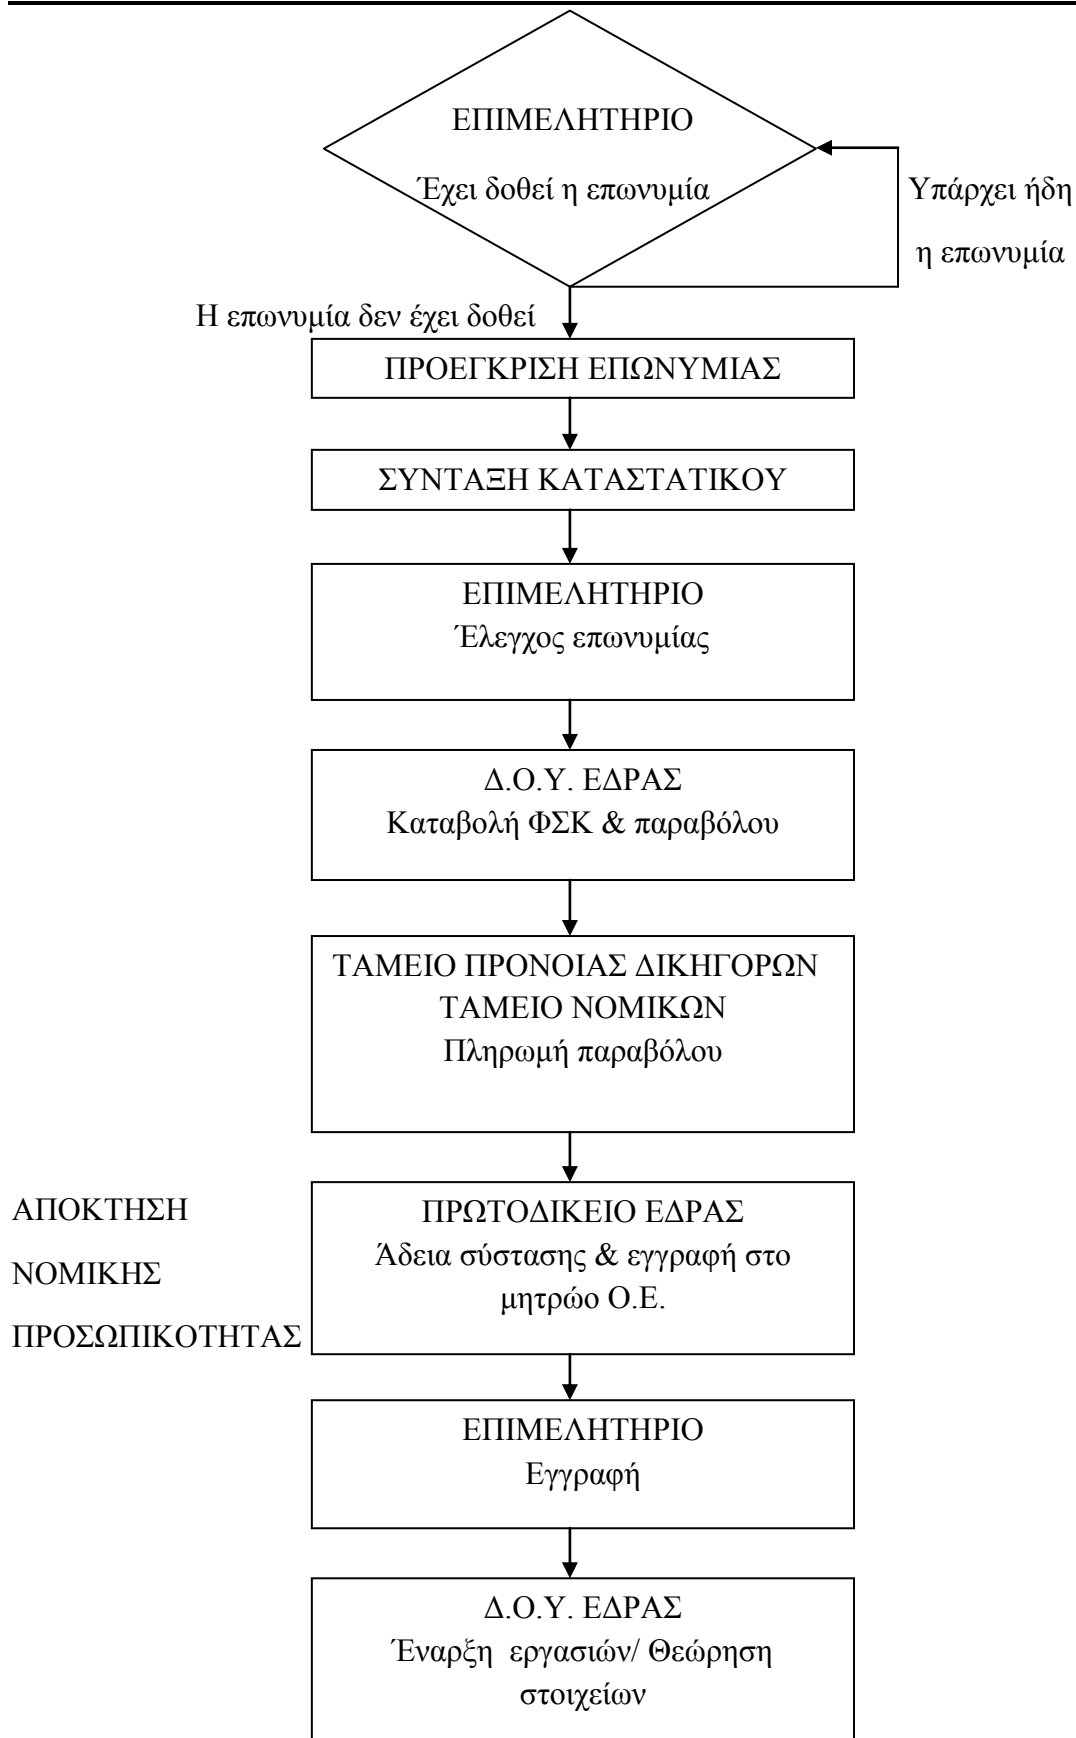 ΕΠΙΜΕΛΗΤΗΡΙΟ
Έχει δοθεί η επωνυμία
Υπάρχει ήδη
η επωνυμία
Η επωνυμία δεν έχει δοθεί
ΠΡΟΕΓΚΡΙΣΗ ΕΠΩΝΥΜΙΑΣ
ΣΥΝΤΑΞΗ ΚΑΤΑΣΤΑΤΙΚΟΥ
ΕΠΙΜΕΛΗΤΗΡΙΟ
Έλεγχος επωνυμίας
Δ.Ο.Υ. ΕΔΡΑΣ
Καταβολή ΦΣΚ & παραβόλου
ΤΑΜΕΙΟ ΠΡΟΝΟΙΑΣ ΔΙΚΗΓΟΡΩΝ
ΤΑΜΕΙΟ ΝΟΜΙΚΩΝ
Πληρωμή παραβόλου
ΑΠΟΚΤΗΣΗ
ΝΟΜΙΚΗΣ
ΠΡΟΣΩΠΙΚΟΤΗΤΑΣ
ΠΡΩΤΟΔΙΚΕΙΟ ΕΔΡΑΣ
Άδεια σύστασης & εγγραφή στο
μητρώο Ο.Ε.
ΕΠΙΜΕΛΗΤΗΡΙΟ
Εγγραφή
Δ.Ο.Υ. ΕΔΡΑΣ
Έναρξη εργασιών/ Θεώρηση
στοιχείων